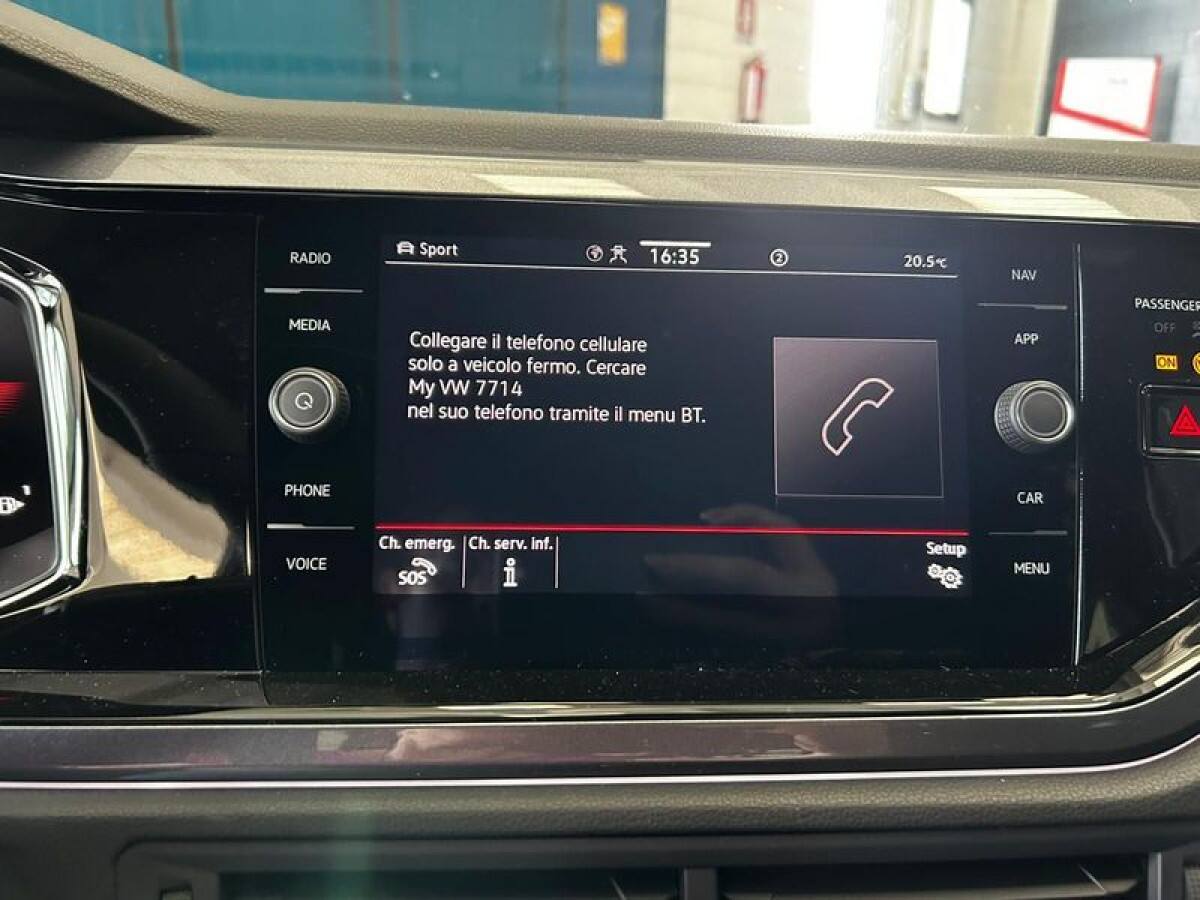 Sport
16:35
2
20.5°C
RADIO
MEDIA
PHONE
VOICE
Collegare il telefono cellulare
solo a veicolo fermo. Cercare
My VW 7714
nel suo telefono tramite il menu BT.
Ch. emerg.
SOS
Ch. serv. inf.
i
Setup
NAV
APP
CAR
MENU
PASSENGER
OFF
ON
1